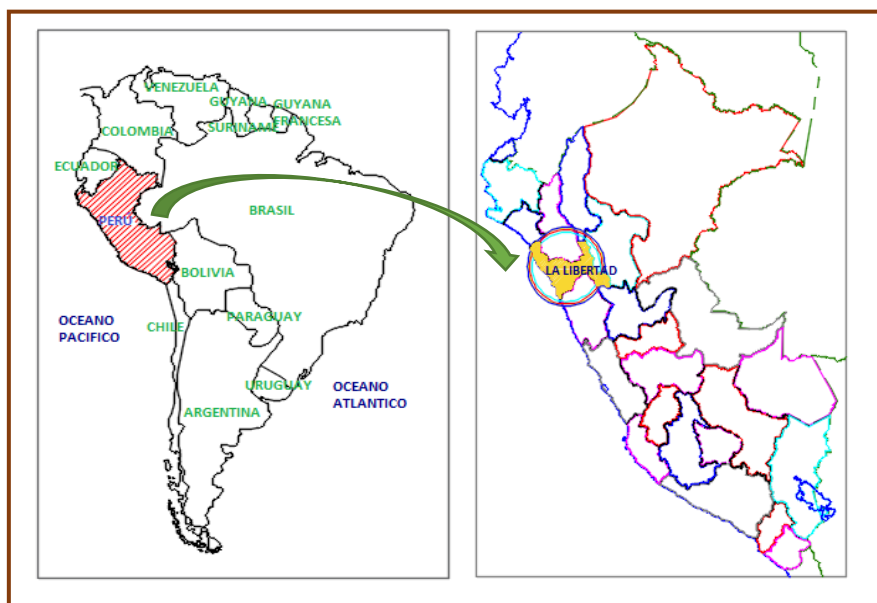 VENEZUELA
GUYANA
GUYANA
FRANCESA
SURINAME
COLOMBIA
ECUADOR
PERÚ
BRASIL
BOLIVIA
OCEANO
PACIFICO
CHILE
PARAGUAY
URUGUAY
OCEANO
ATLANTICO
ARGENTINA
LA LIBERTAD